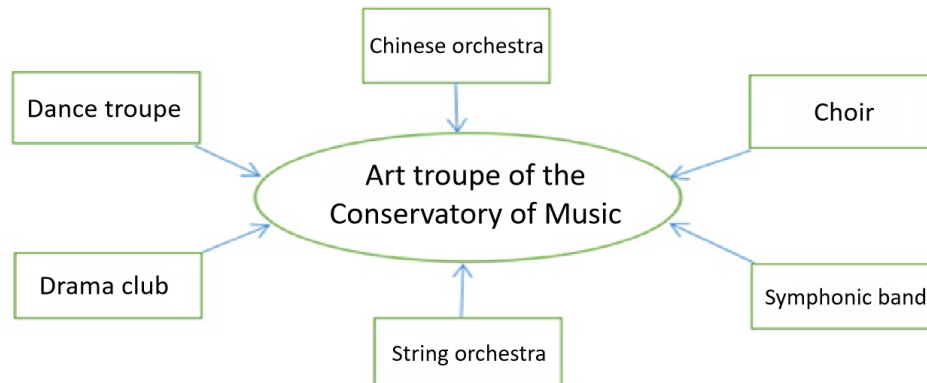 Chinese orchestra
Dance troupe
Choir
Art troupe of the
Conservatory of Music
Drama club
Symphonic band
String orchestra